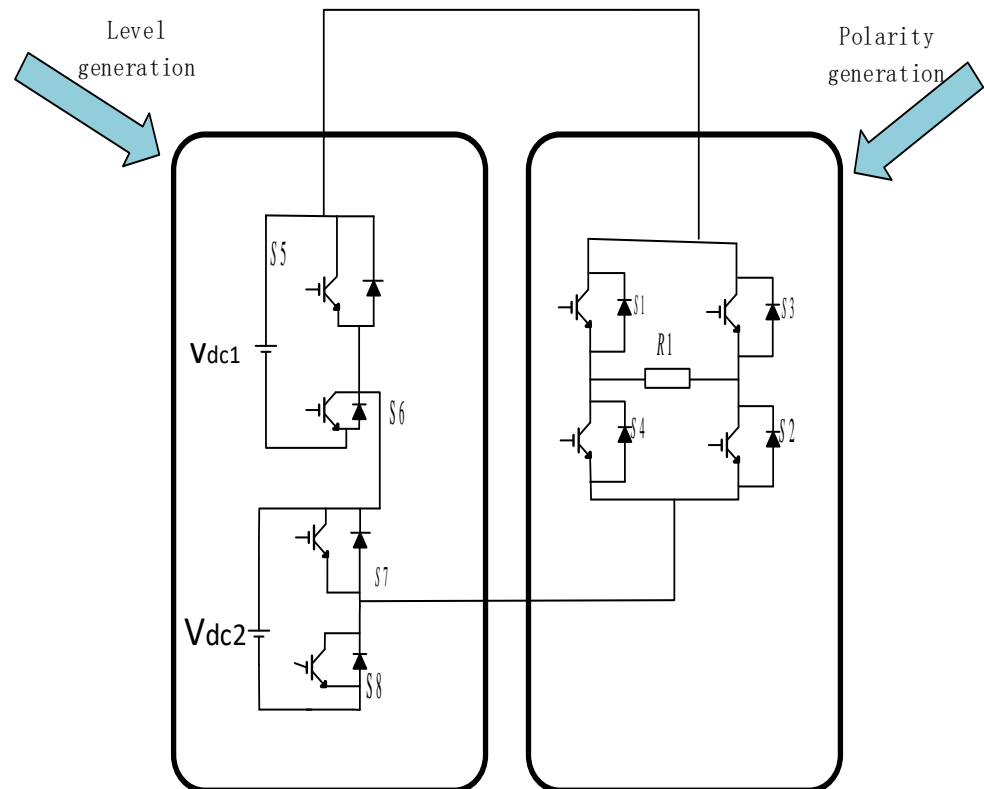 Level
generation
Polarity
generation
S5
Vdc1
S6
S7
Vdc2
S8
S1
S3
R1
S4
S2